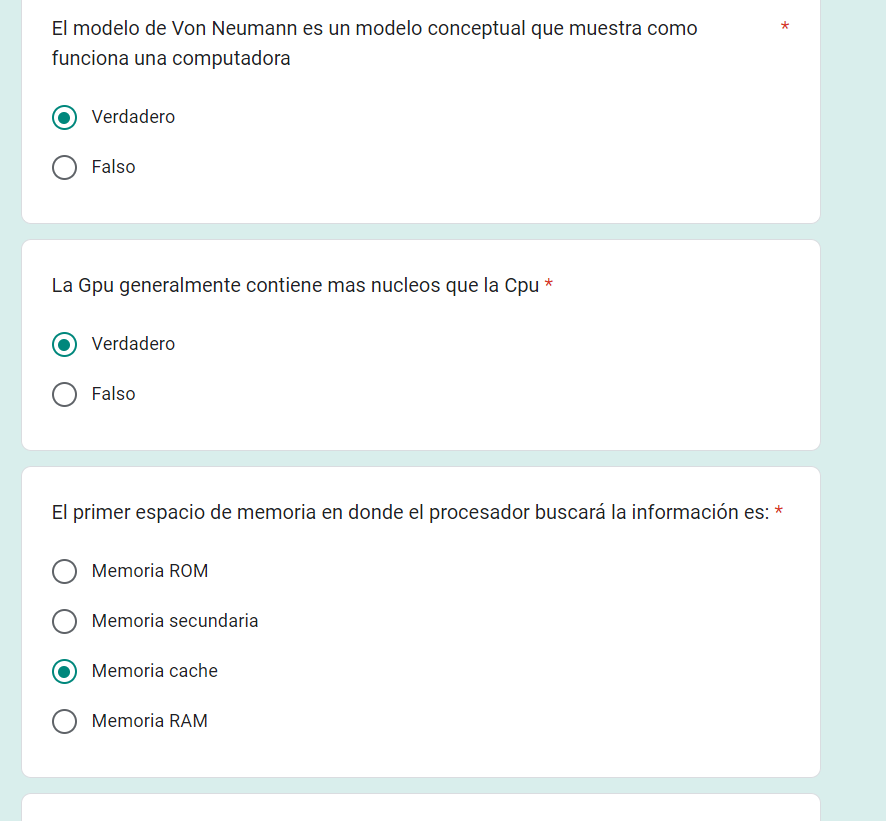 El modelo de Von Neumann es un modelo conceptual que muestra como *
funciona una computadora
Verdadero
Falso
La Gpu generalmente contiene mas nucleos que la Cpu *
Verdadero
Falso
El primer espacio de memoria en donde el procesador buscará la información es: *
Memoria ROM
Memoria secundaria
Memoria cache
Memoria RAM